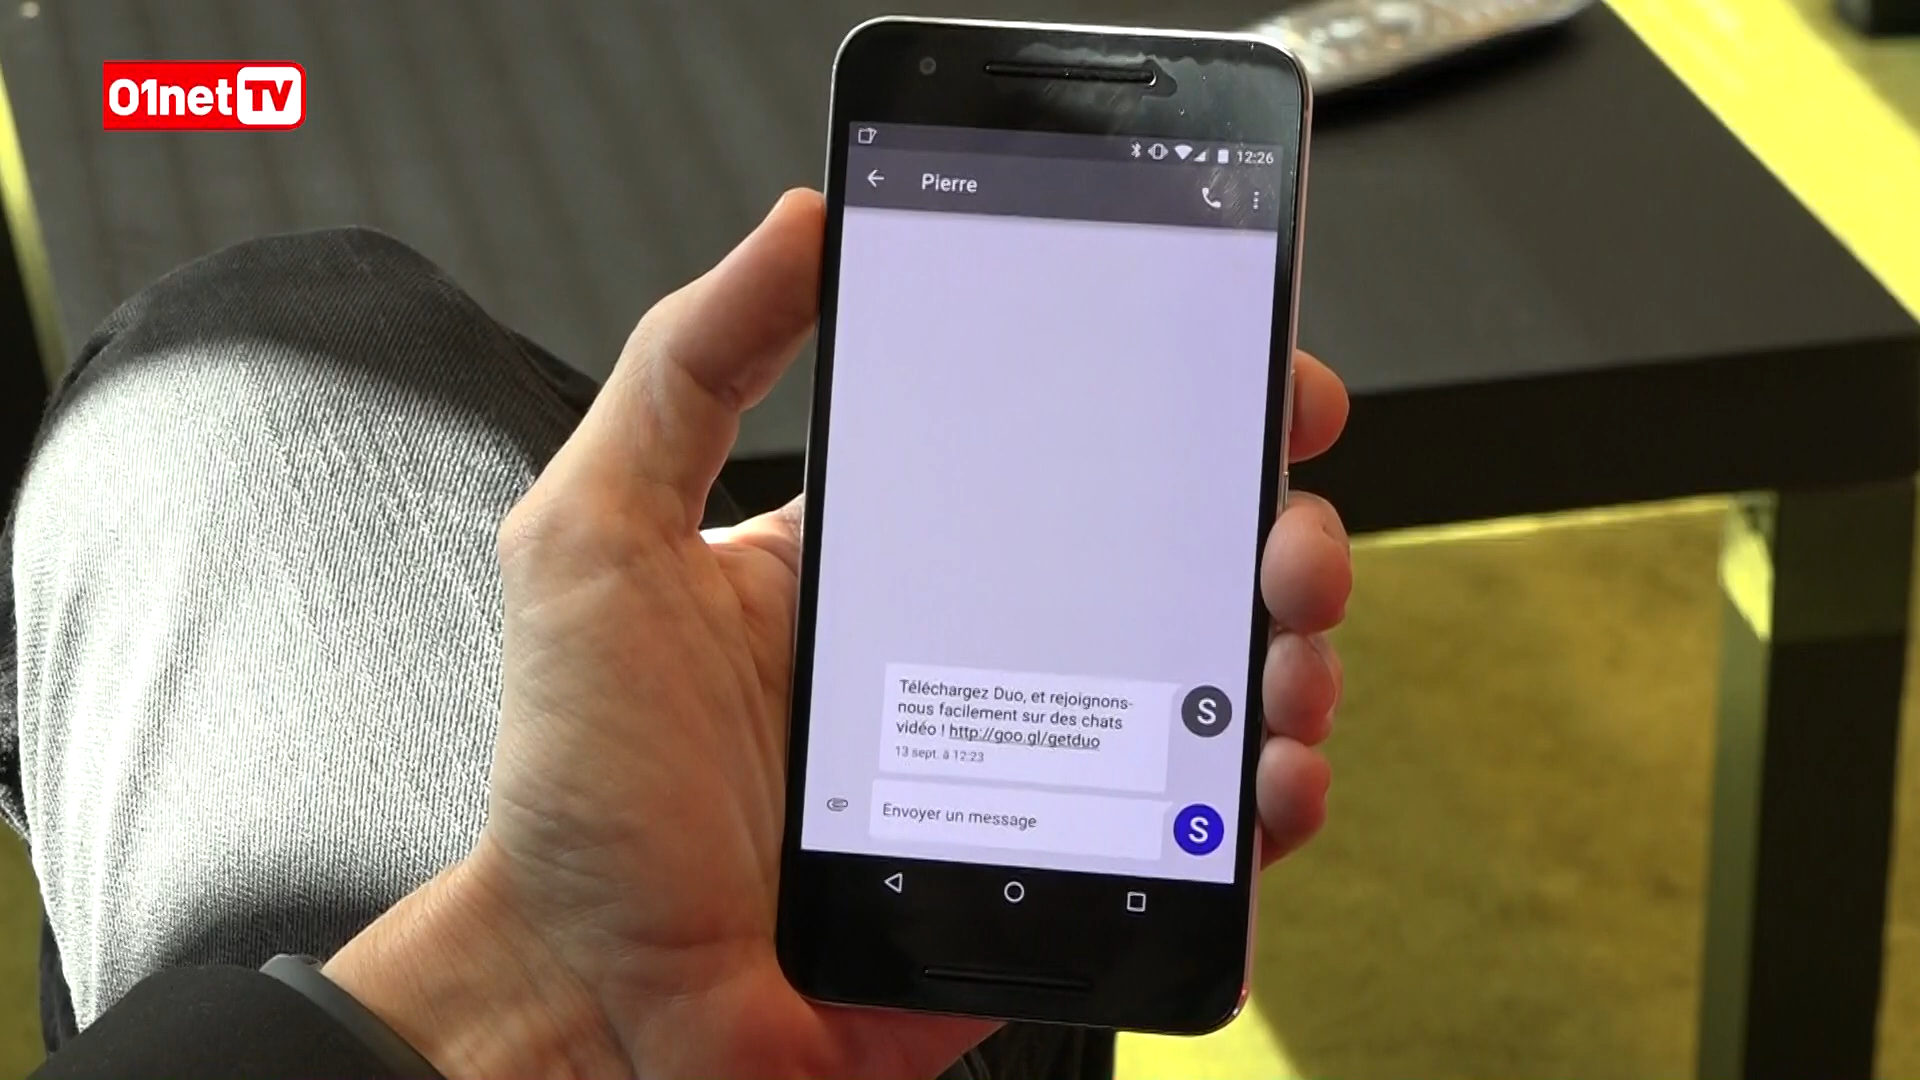 01net TV
12:26
Pierre
Téléchargez Duo, et rejoignons-
nous facilement sur des chats
vidéo ! http://goo.gl/getduo
13 sept. à 12:23
S
Envoyer un message
S